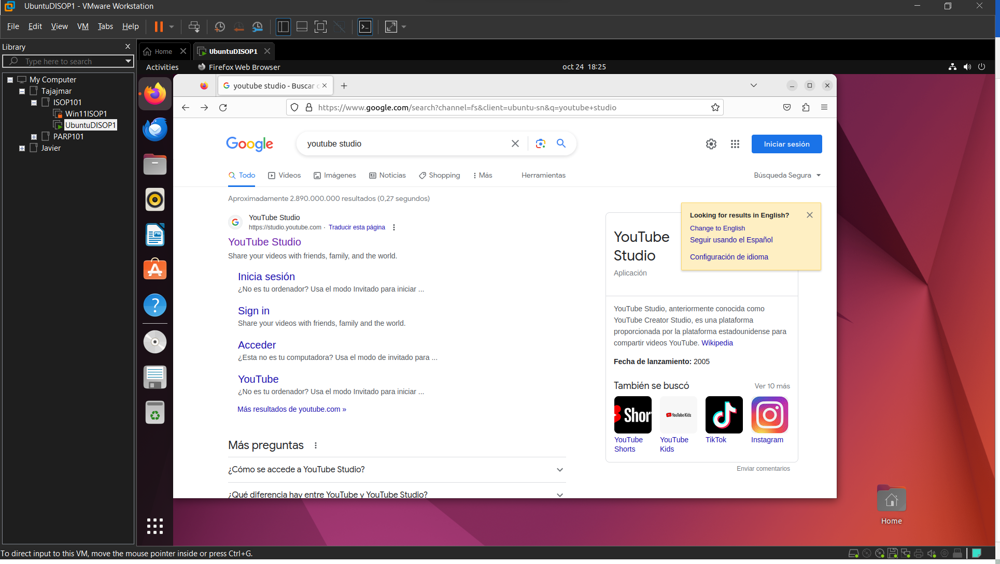 UbuntuDISOP1 - VMware Workstation
File Edit View VM Tabs Help
Library
Type here to search
My Computer
Tajajmar
ISOP101
Win11ISOP1
UbuntuDISOP1
PARP101
Javier
Home
UbuntuDISOP1
Activities
Firefox Web Browser
oct 24 18:25
youtube studio - Buscar c
https://www.google.com/search?channel=fs&client=ubuntu-sn&q=youtube+studio
Google
youtube studio
Iniciar sesión
Todo
Vídeos
Imágenes
Noticias
Shopping
Más
Herramientas
Búsqueda Segura
Aproximadamente 2.890.000.000 resultados (0,27 segundos)
YouTube Studio
https://studio.youtube.com · Traducir esta página
YouTube Studio
Share your videos with friends, family, and the world.
Inicia sesión
¿No es tu ordenador? Usa el modo Invitado para iniciar ...
Sign in
Share your videos with friends, family and the world.
Acceder
¿Esta no es tu computadora? Usa el modo de invitado para ...
YouTube
¿No es tu ordenador? Usa el modo Invitado para iniciar ...
Más resultados de youtube.com »
Más preguntas
¿Cómo se accede a YouTube Studio?
¿Qué diferencia hay entre YouTube y YouTube Studio?
Looking for results in English?
Change to English
Seguir usando el Español
Configuración de idioma
YouTube
Studio
Aplicación
YouTube Studio, anteriormente conocida como
YouTube Creator Studio, es una plataforma
proporcionada por la plataforma estadounidense para
compartir videos YouTube. Wikipedia
Fecha de lanzamiento: 2005
También se buscó
Ver 10 más
Shor
YouTube Kids
YouTube
Shorts
YouTube
Kids
TikTok
Instagram
Enviar comentarios
Home
To direct input to this VM, move the mouse pointer inside or press Ctrl+G.